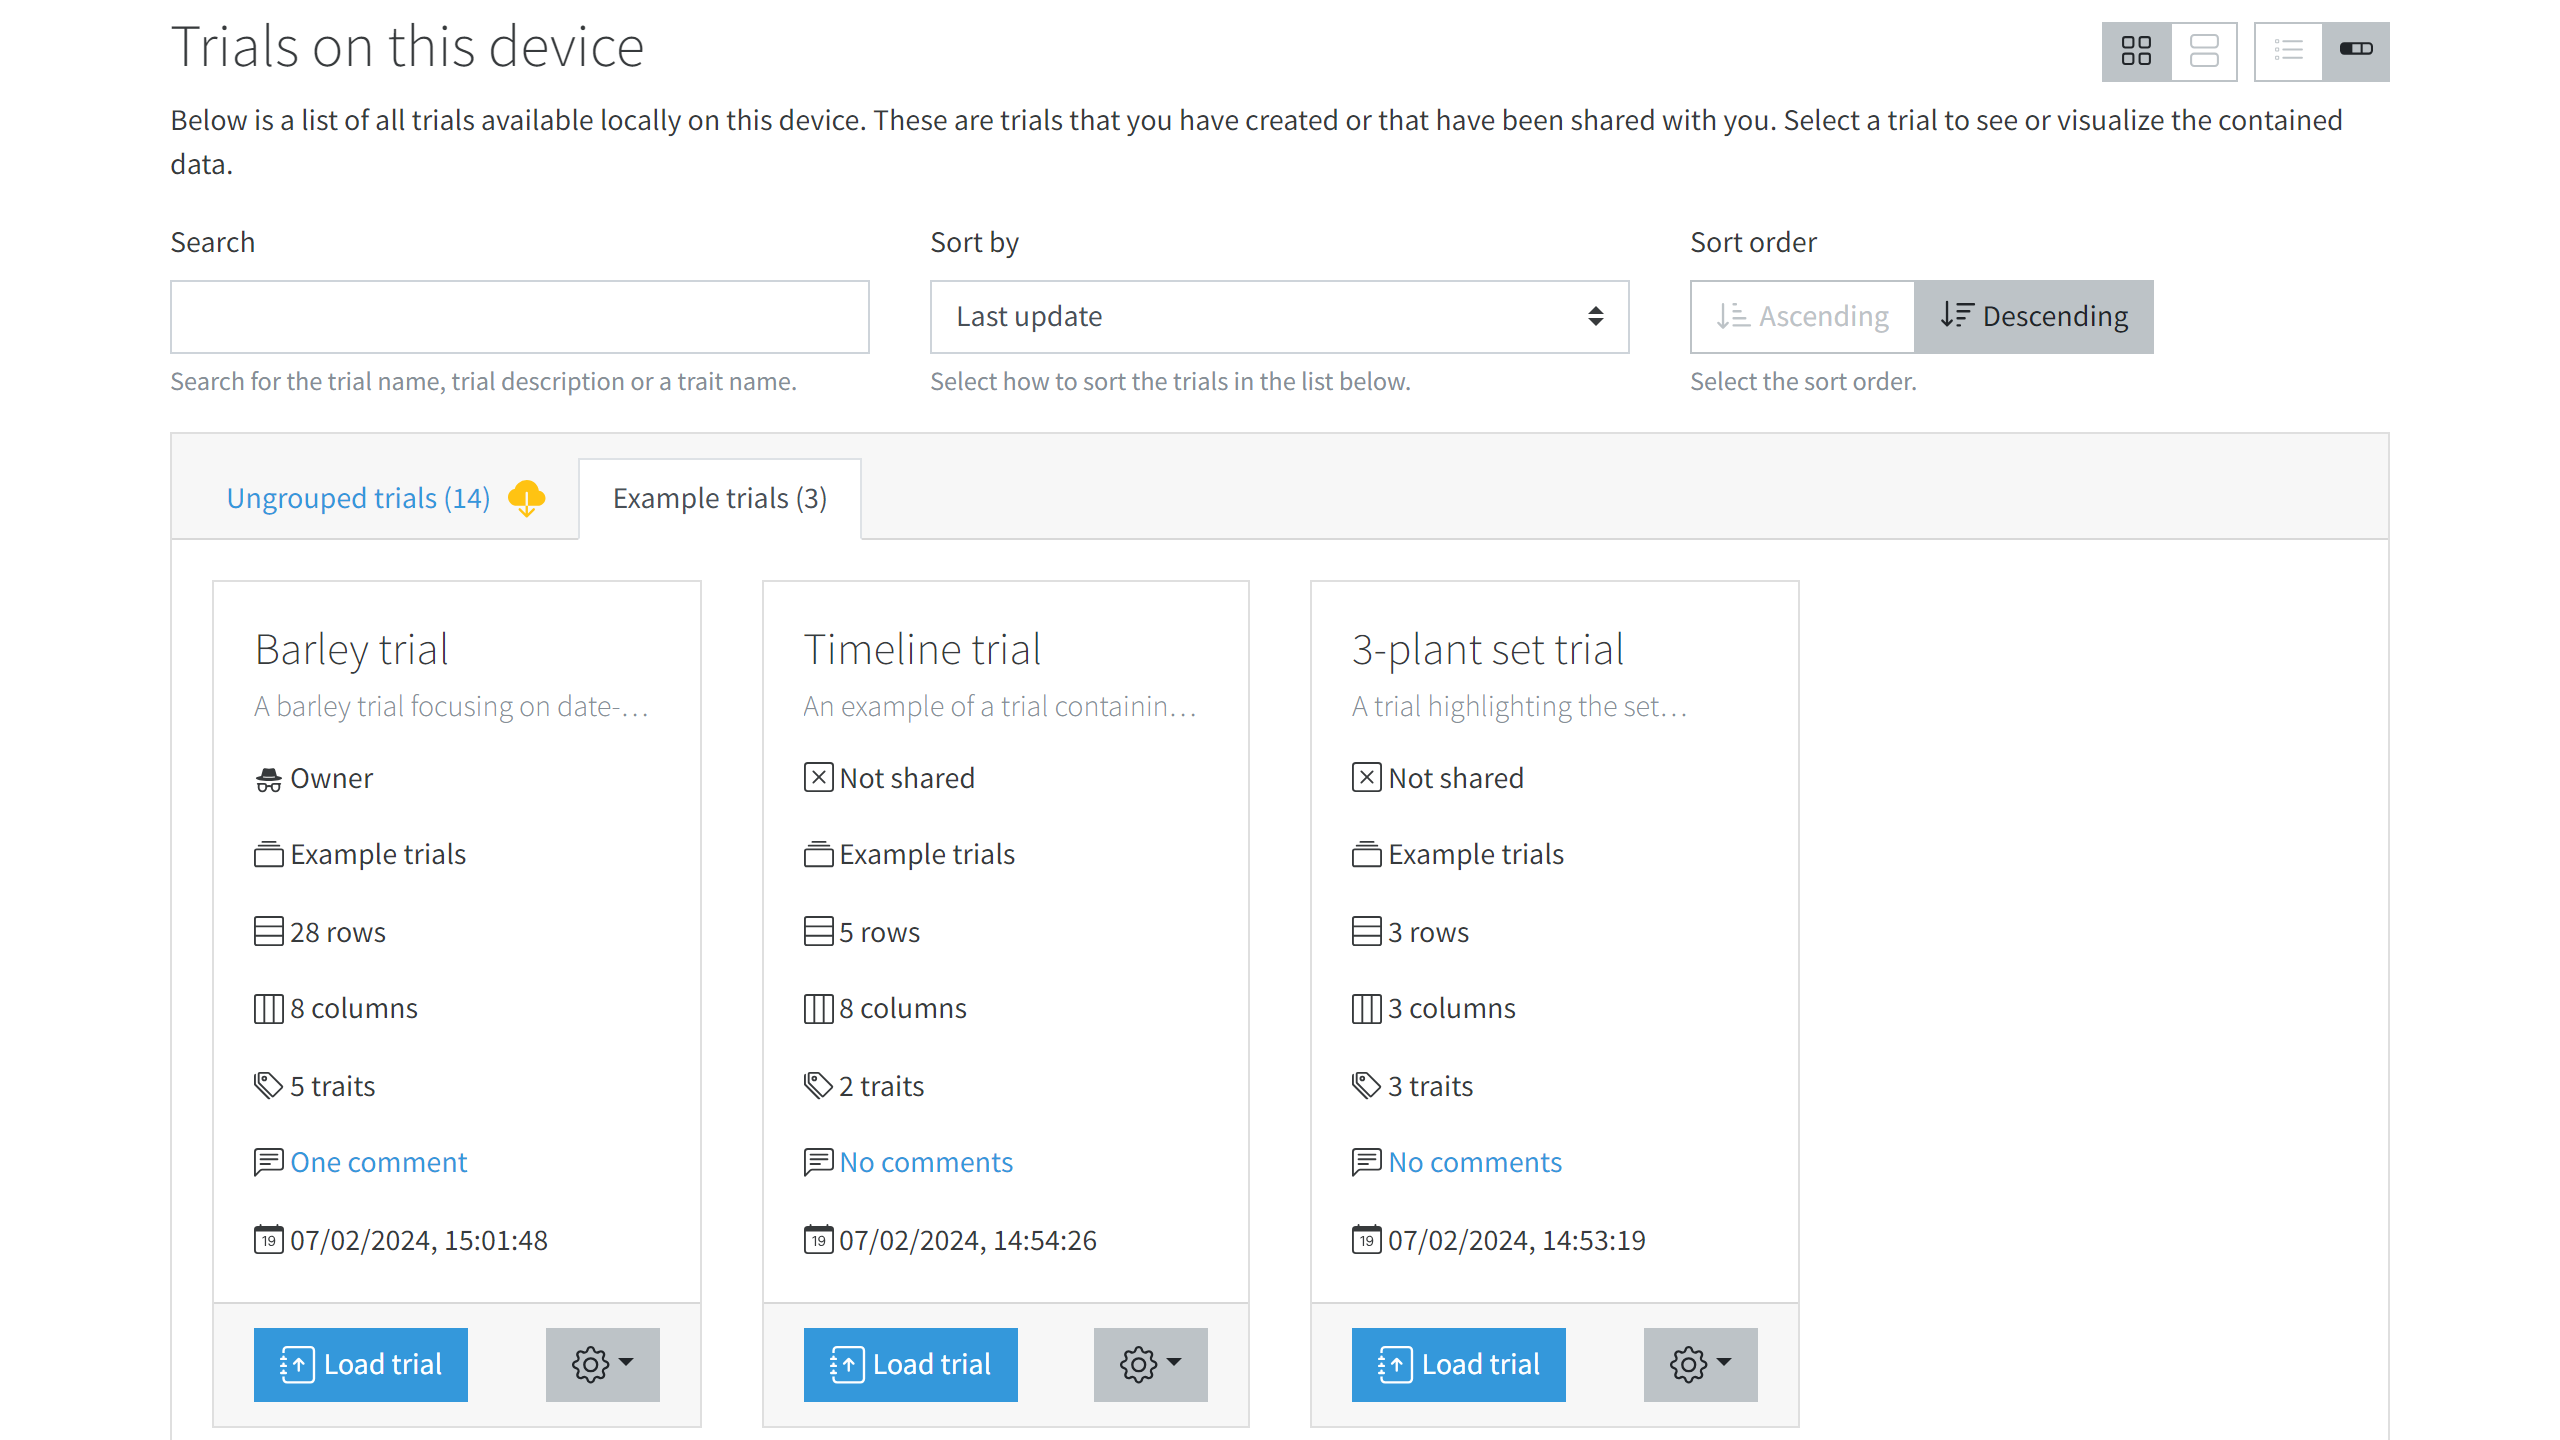 Trials on this device
Below is a list of all trials available locally on this device. These are trials that you have created or that have been shared with you. Select a trial to see or visualize the contained
data.
Search
Sort by
Sort order
Last update
Ascending
Descending
Search for the trial name, trial description or a trait name.
Select how to sort the trials in the list below.
Select the sort order.
Ungrouped trials (14)
Example trials (3)
Barley trial
A barley trial focusing on date-…
Owner
Example trials
28 rows
8 columns
5 traits
One comment
19 07/02/2024, 15:01:48
Load trial
Timeline trial
An example of a trial containin…
Not shared
Example trials
5 rows
8 columns
2 traits
No comments
19 07/02/2024, 14:54:26
Load trial
3-plant set trial
A trial highlighting the set…
Not shared
Example trials
3 rows
3 columns
3 traits
No comments
19 07/02/2024, 14:53:19
Load trial